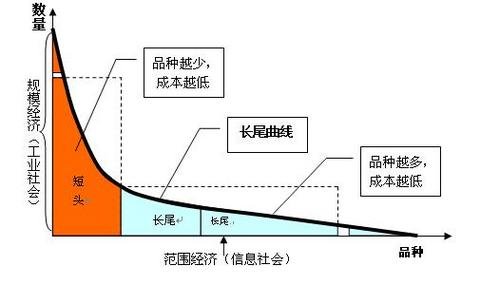 数
量
品种越少，
成本越低
规模经济（工业社会）
长尾曲线
品种越多，
成本越低
短
头
长尾
长尾
品种
范围经济（信息社会）